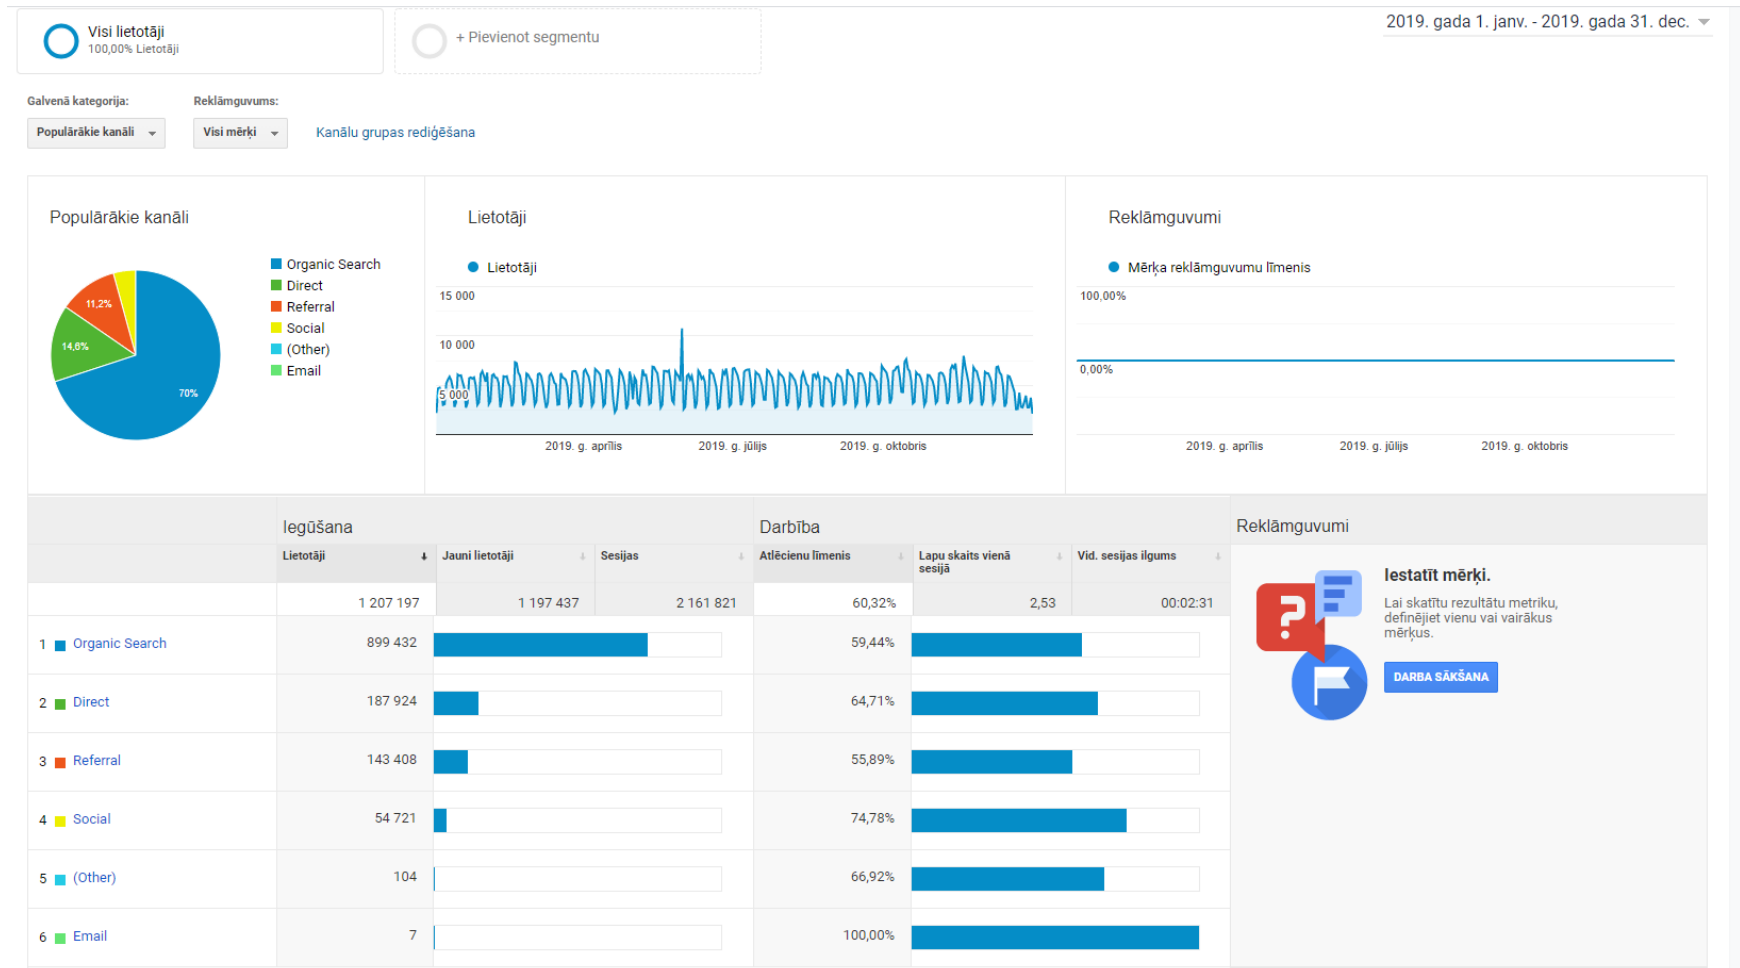 Visi lietotāji
100,00% Lietotāji
+ Pievienot segmentu
2019. gada 1. janv. - 2019. gada 31. dec.
Galvenā kategorija:
Reklāmguvums:
Populārākie kanāli
Visi mērķi
Kanālu grupas rediģēšana
Populārākie kanāli
Organic Search
Direct
Referral
Social
(Other)
Email
11,2%
14,6%
70%
Lietotāji
Lietotāji
15 000
10 000
5 000
2019. g. aprīlis
2019. g. jūlijs
2019. g. oktobris
Reklāmguvumi
Mērķa reklāmguvumu līmenis
100,00%
0,00%
2019. g. aprīlis
2019. g. jūlijs
2019. g. oktobris
Iegūšana
Darbība
Reklāmguvumi
Lietotāji
Jauni lietotāji
Sesijas
Atlēcienu līmenis
Lapu skaits vienā
sesijā
Vid. sesijas ilgums
1 207 197
1 197 437
2 161 821
60,32%
2,53
00:02:31
1 Organic Search 899 432 59,44%
2 Direct 187 924 64,71%
3 Referral 143 408 55,89%
4 Social 54 721 74,78%
5 (Other) 104 66,92%
6 Email 7 100,00%
Iestatīt mērķi.
Lai skatītu rezultātu metriku,
definējiet vienu vai vairākus
mērķus.
DARBA SĀKŠANA